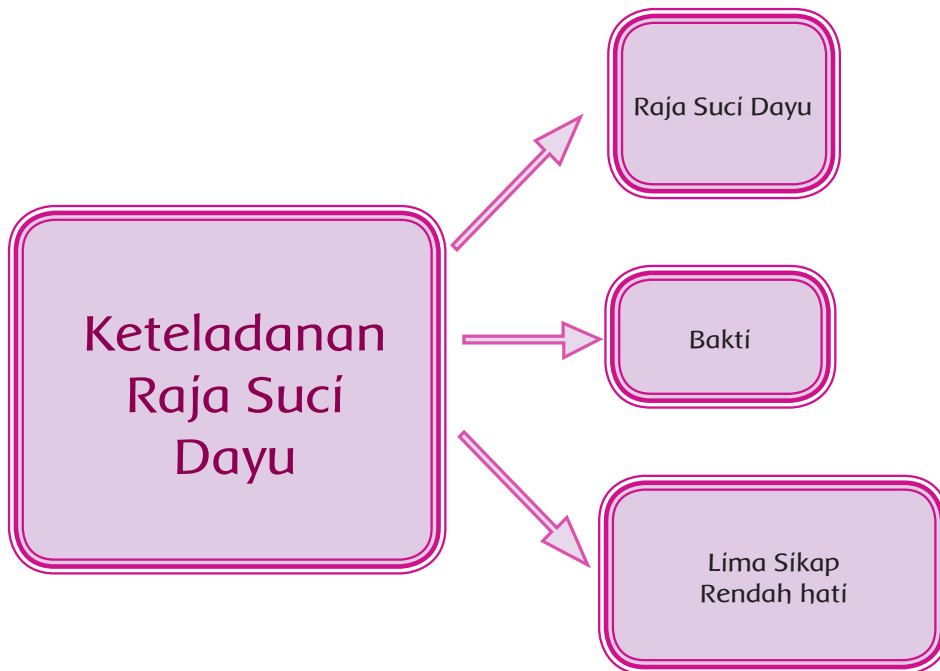 Keteladanan
Raja Suci
Dayu
Raja Suci Dayu
Bakti
Lima Sikap
Rendah hati